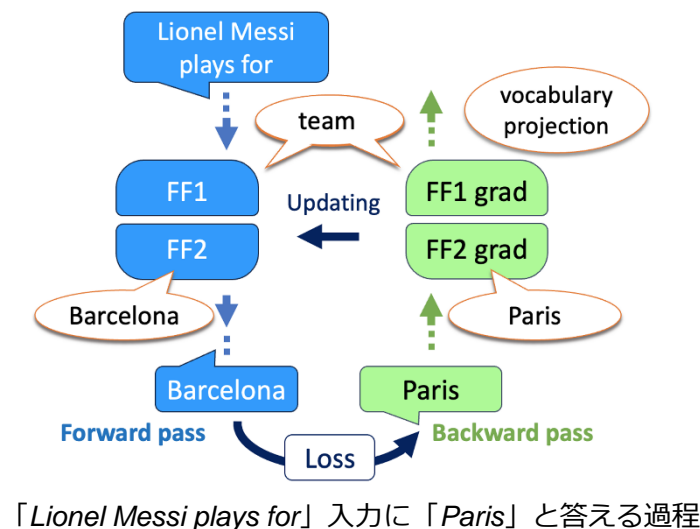 Lionel Messi
plays for
team
vocabulary
projection
FF1
Updating
FF1 grad
FF2
FF2 grad
Barcelona
Paris
Barcelona
Paris
Forward pass
Loss
Backward pass
「Lionel Messi plays for」入力に「Paris」と答える過程